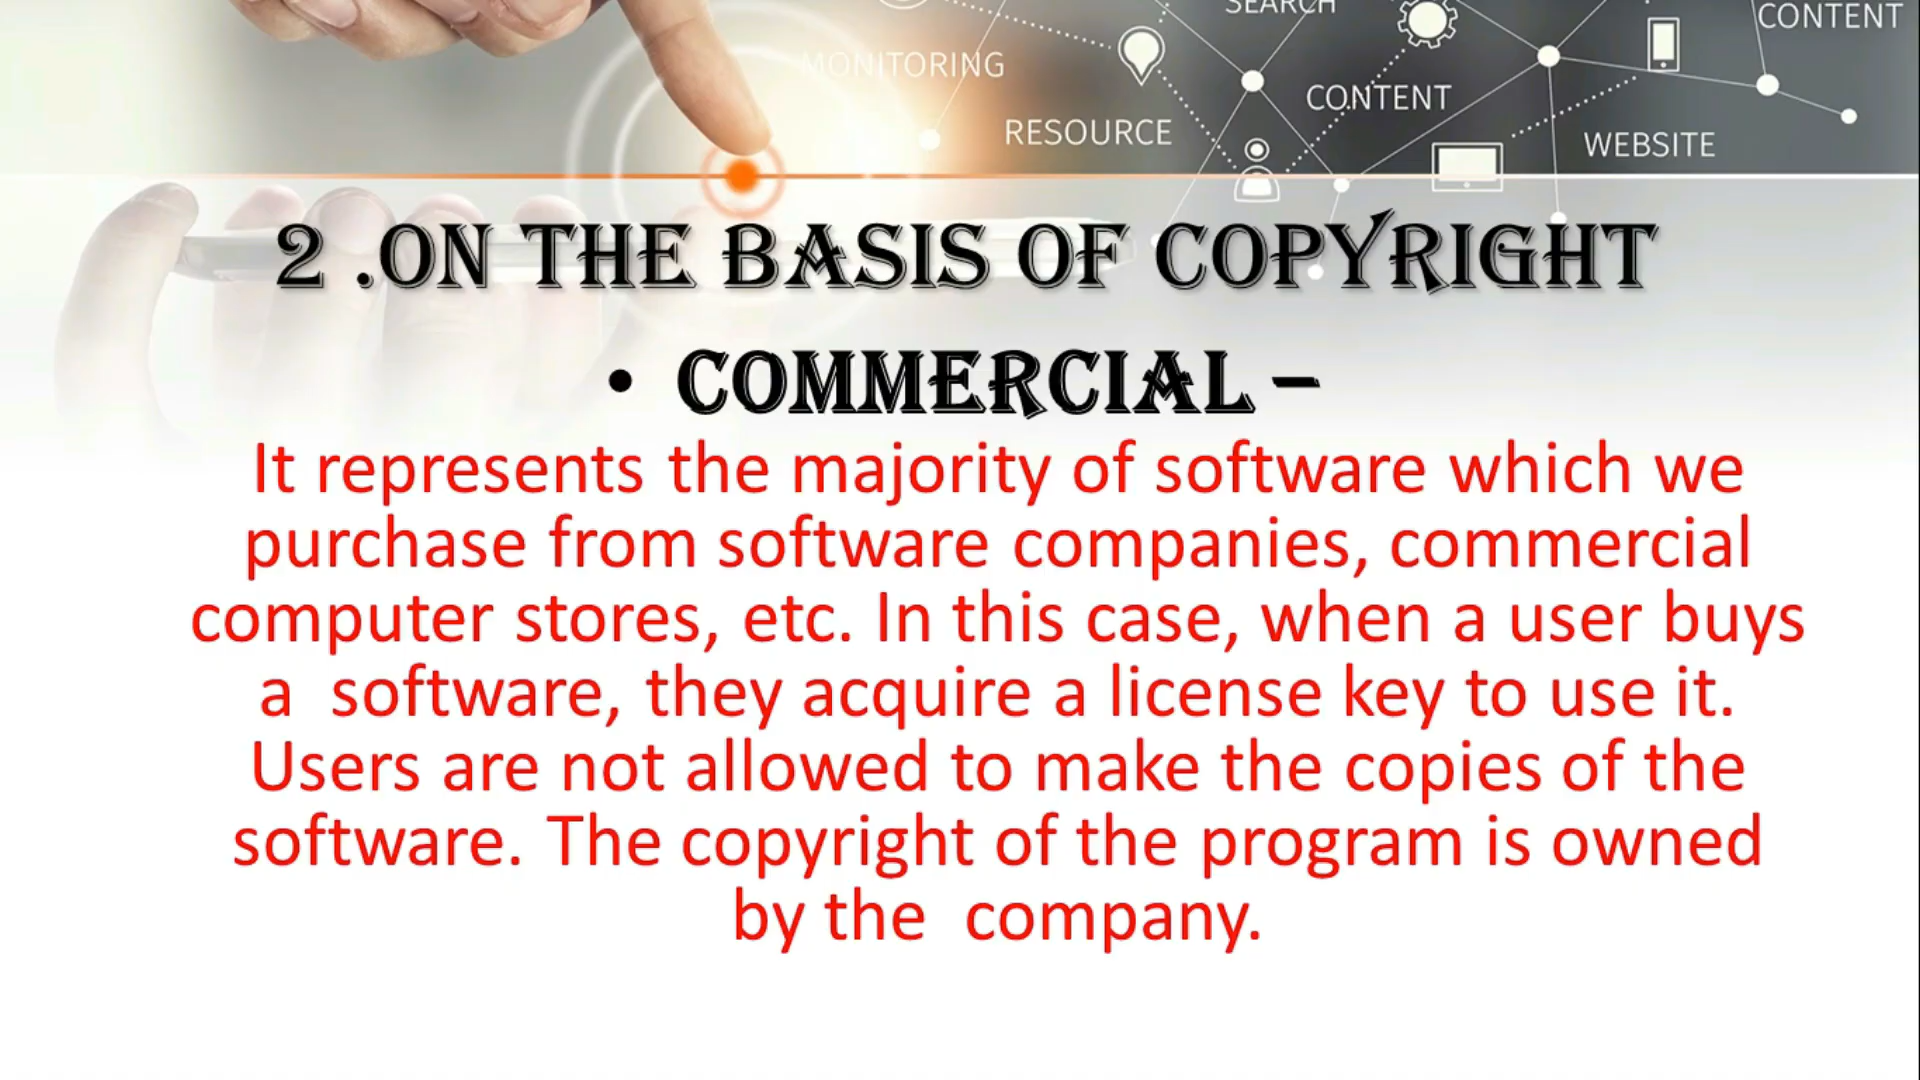 SEARCH
CONTENT
MONITORING
CONTENT
RESOURCE
WEBSITE
2 .ON THE BASIS OF COPYRIGHT
• COMMERCIAL –
It represents the majority of software which we
purchase from software companies, commercial
computer stores, etc. In this case, when a user buys
a  software, they acquire a license key to use it.
Users are not allowed to make the copies of the
software. The copyright of the program is owned
by the  company.